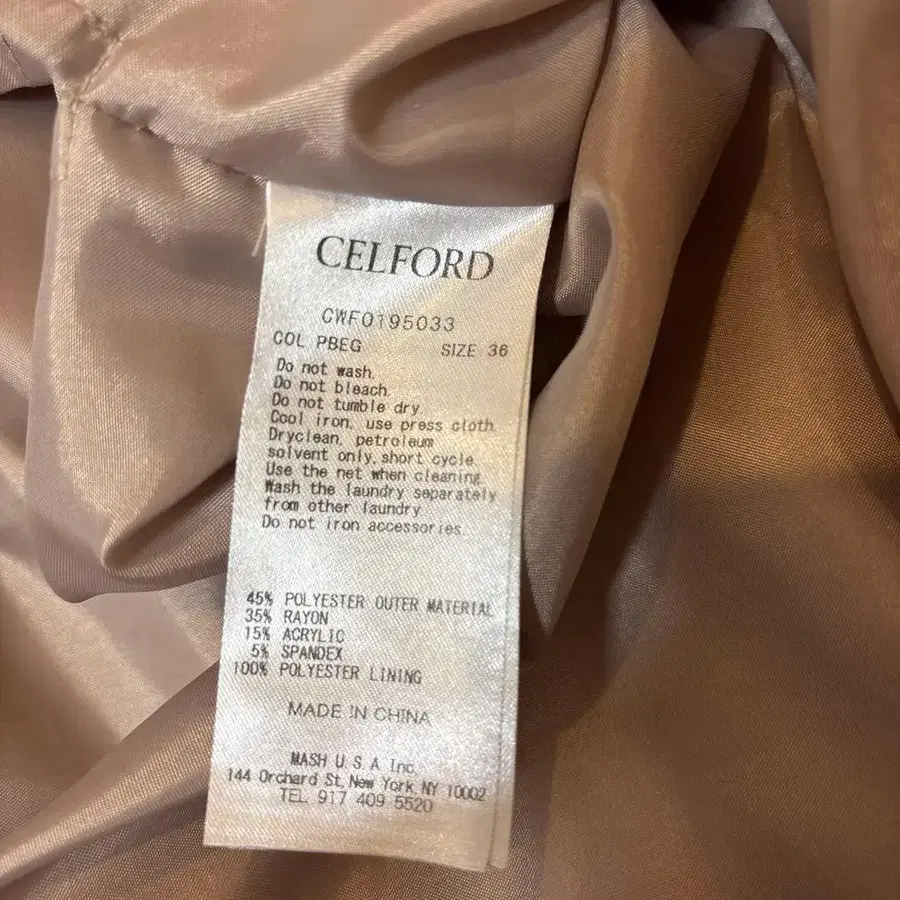 CELFORD
CWF0195033
COL PBEG SIZE 36
Do not wash.
Do not bleach.
Do not tumble dry.
Cool iron, use press cloth.
Dryclean, petroleum
solvent only, short cycle.
Use the net when cleaning.
Wash the laundry separately
from other laundry.
Do not iron accessories.
45% POLYESTER OUTER MATERIAL
35% RAYON
15% ACRYLIC
5% SPANDEX
100% POLYESTER LINING
MADE IN CHINA
MASH U.S.A Inc.
144 Orchard St, New York, NY 10002
TEL 917 409 5520